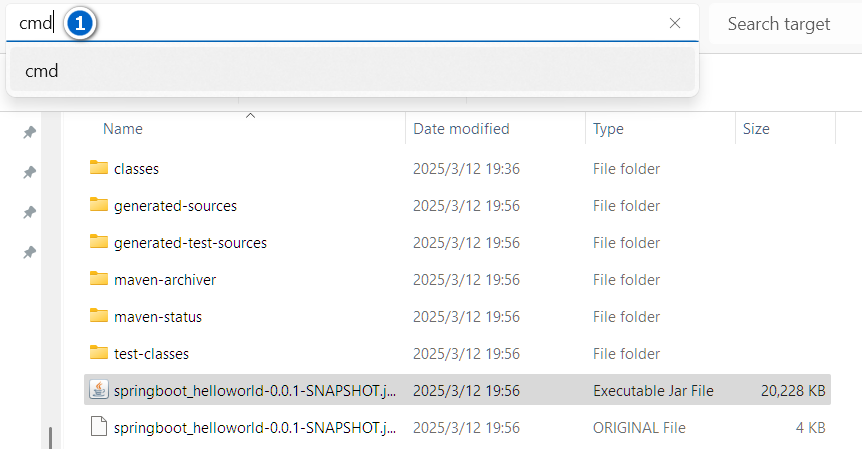 cmd 1 Search target
cmd
Name Date modified Type Size
classes 2025/3/12 19:36 File folder
generated-sources 2025/3/12 19:56 File folder
generated-test-sources 2025/3/12 19:56 File folder
maven-archiver 2025/3/12 19:56 File folder
maven-status 2025/3/12 19:56 File folder
test-classes 2025/3/12 19:56 File folder
springboot_helloworld-0.0.1-SNAPSHOT.j... 2025/3/12 19:56 Executable Jar File 20,228 KB
springboot_helloworld-0.0.1-SNAPSHOT.j... 2025/3/12 19:56 ORIGINAL File 4 KB